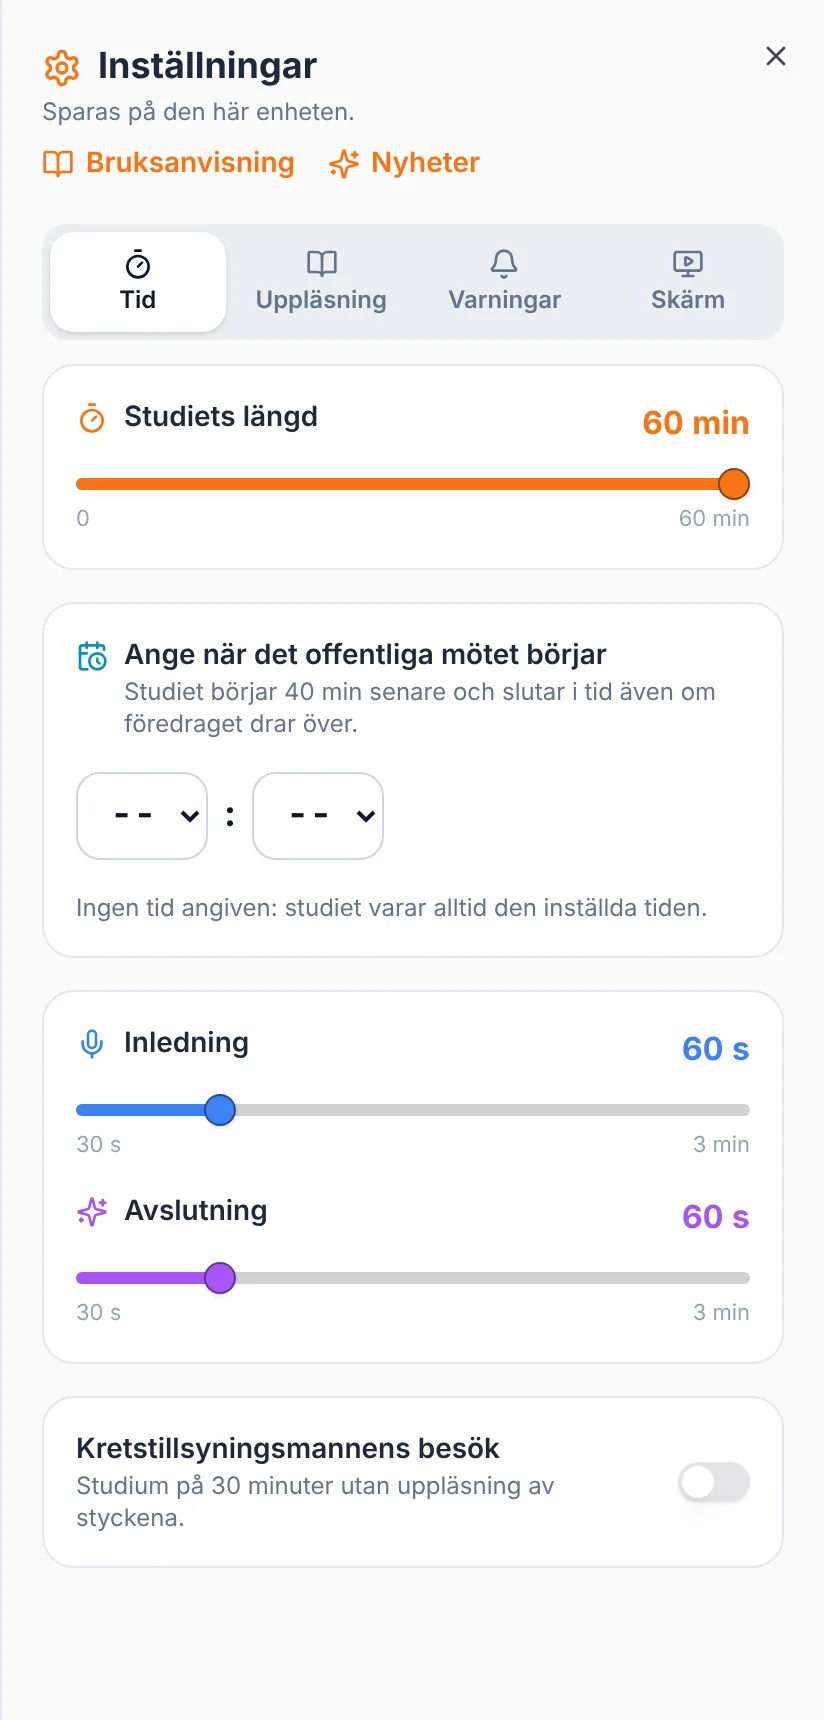 Inställningar
Sparas på den här enheten.
Bruksanvisning Nyheter
Tid Uppläsning Varningar Skärm
Studiets längd 60 min
0 60 min
Ange när det offentliga mötet börjar
Studiet börjar 40 min senare och slutar i tid även om
föredraget drar över.
-- : --
Ingen tid angiven: studiet varar alltid den inställda tiden.
Inledning 60 s
30 s 3 min
Avslutning 60 s
30 s 3 min
Kretstillsyningsmannens besök
Studium på 30 minuter utan uppläsning av
styckena.